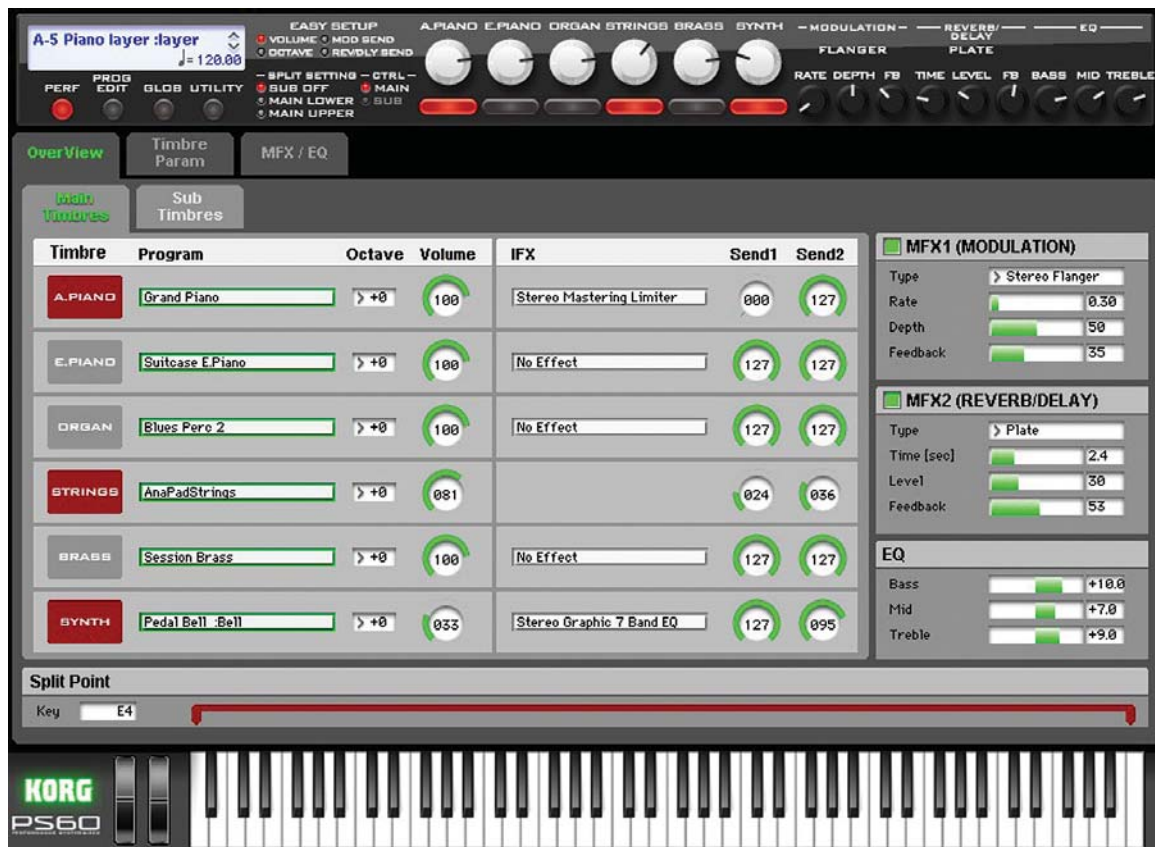 EASY SETUP
A-5 Piano layer :layer
♩= 120.00
VOLUME MOD SEND
OCTAVE REVDLY SEND
SPLIT SETTING CTRL
SUB OFF MAIN
MAIN LOWER SUB
MAIN UPPER
PERF PROG EDIT GLOB UTILITY
A.PIANO E.PIANO ORGAN STRINGS BRASS SYNTH
MODULATION REVERB/DELAY EQ
FLANGER PLATE
RATE DEPTH FB TIME LEVEL FB BASS MID TREBLE
OverView Timbre Param MFX / EQ
Main Timbres Sub Timbres
Timbre Program Octave Volume IFX Send1 Send2
A.PIANO Grand Piano +0 100 Stereo Mastering Limiter 000 127
E.PIANO Suitcase E.Piano +0 100 No Effect 127 127
ORGAN Blues Perc 2 +0 100 No Effect 127 127
STRINGS AnaPadStrings +0 081 024 036
BRASS Session Brass +0 100 No Effect 127 127
SYNTH Pedal Bell :Bell +0 033 Stereo Graphic 7 Band EQ 127 095
MFX1 (MODULATION)
Type Stereo Flanger
Rate 0.30
Depth 50
Feedback 35
MFX2 (REVERB/DELAY)
Type Plate
Time [sec] 2.4
Level 30
Feedback 53
EQ
Bass +10.0
Mid +7.0
Treble +9.0
Split Point
Key E4
KORG
PS60